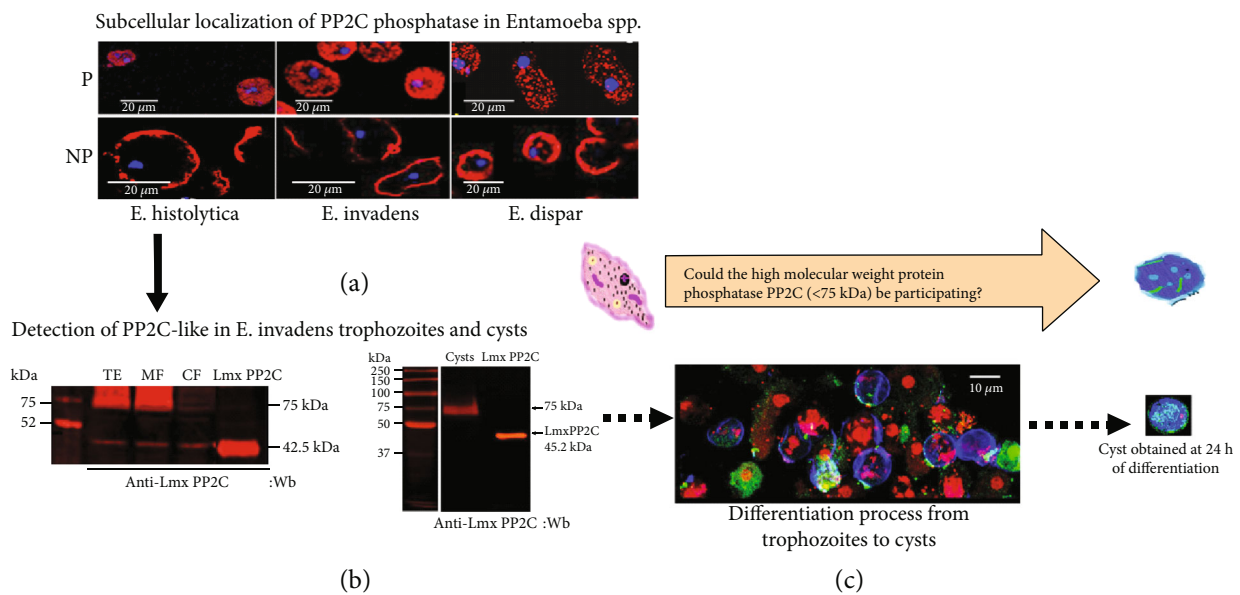 Subcellular localization of PP2C phosphatase in Entamoeba spp.
P
20 μm
20 μm
20 μm
NP
20 μm
20 μm
20 μm
E. histolytica
E. invadens
E. dispar
(a)
Could the high molecular weight protein
phosphatase PP2C (<75 kDa) be participating?
Detection of PP2C-like in E. invadens trophozoites and cysts
kDa
TE
MF
CF
Lmx PP2C
75
52
75 kDa
42.5 kDa
Anti-Lmx PP2C
:Wb
kDa
Cysts
Lmx PP2C
250
150
100
75
50
37
75 kDa
LmxPP2C
45.2 kDa
Anti-Lmx PP2C :Wb
(b)
10 μm
Differentiation process from
trophozoites to cysts
Cyst obtained at 24 h
of differentiation
(c)